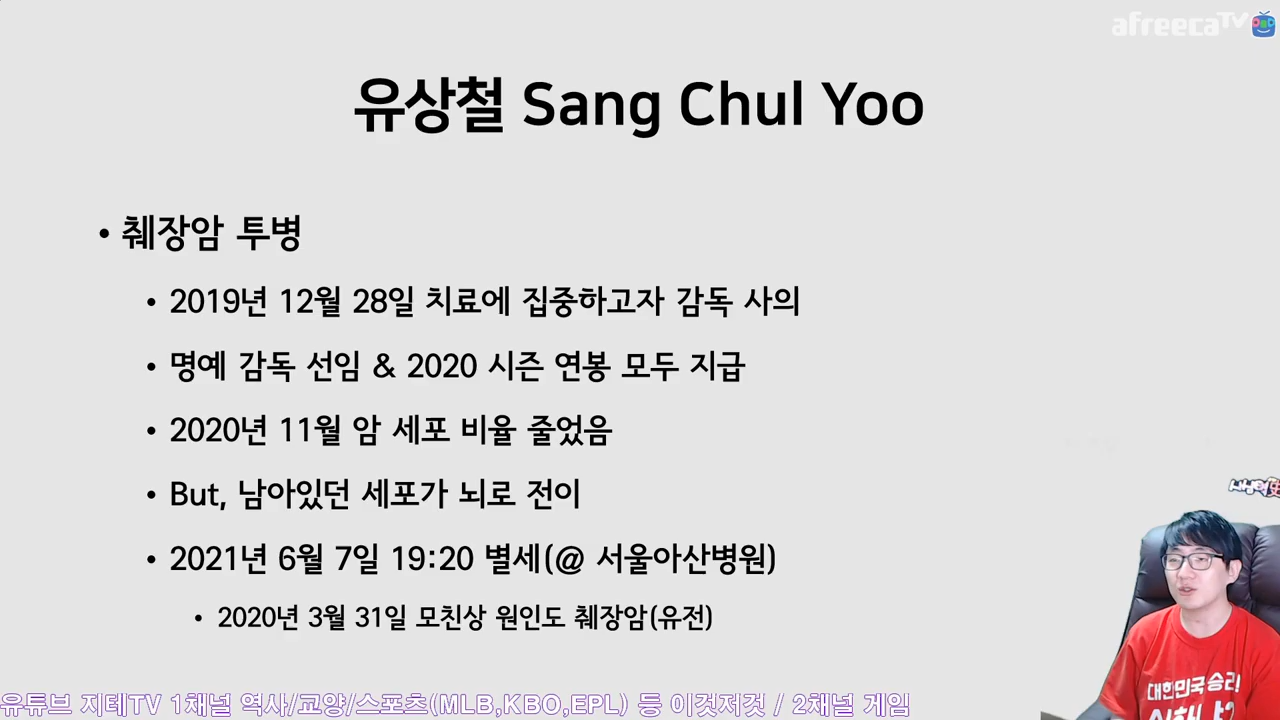 afreecaTV
유상철 Sang Chul Yoo
• 췌장암 투병
• 2019년 12월 28일 치료에 집중하고자 감독 사의
• 명예 감독 선임 & 2020 시즌 연봉 모두 지급
• 2020년 11월 암 세포 비율 줄었음
• But, 남아있던 세포가 뇌로 전이
• 2021년 6월 7일 19:20 별세(@ 서울아산병원)
• 2020년 3월 31일 모친상 원인도 췌장암(유전)
대한민국 승리!
유튜브 지테TV 1채널 역사/교양/스포츠(MLB,KBO,EPL) 등 이것저것 / 2채널 게임